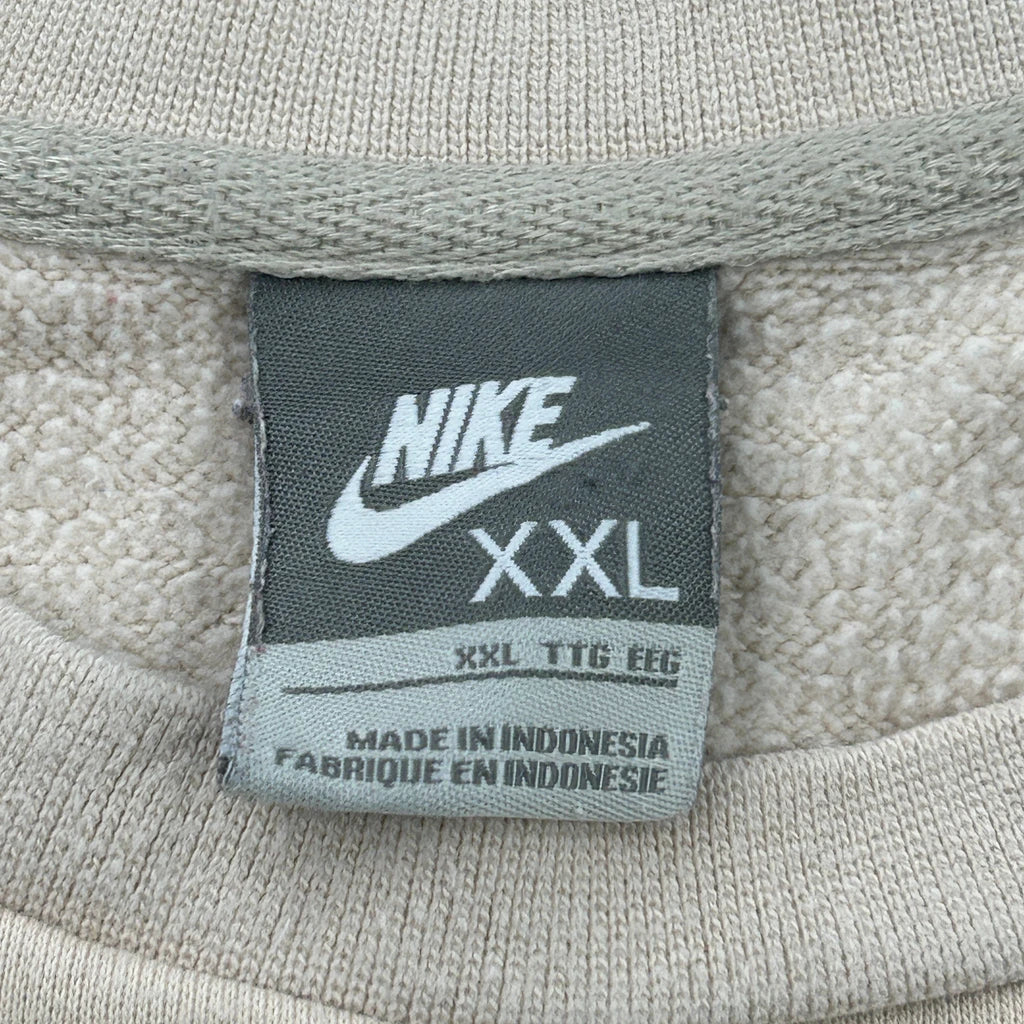 NIKE
XXL
XXL TTG EEG
MADE IN INDONESIA
FABRIQUE EN INDONESIE